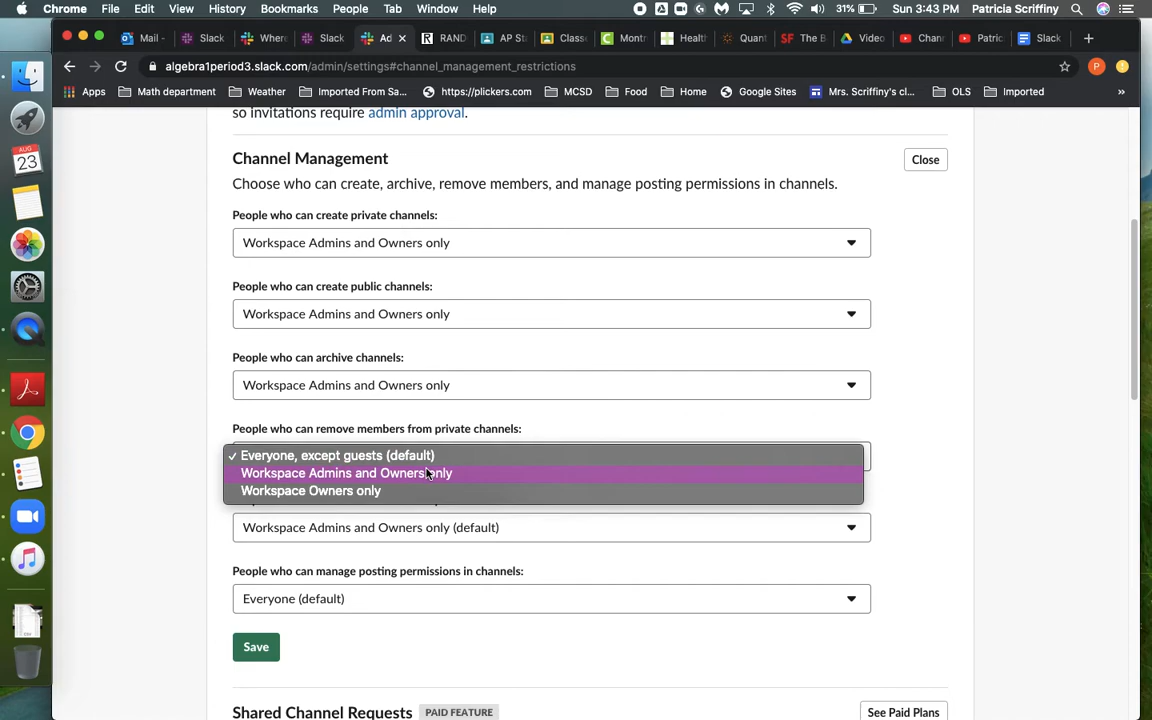 Chrome File Edit View History Bookmarks People Tab Window Help 31% Sun 3:43 PM Patricia Scriffiny
Mail - Slack Where Slack Ad RAND AP St Classe Montr Health Quant The B Video Chan Patric Slack
algebra1period3.slack.com/admin/settings#channel_management_restrictions
Apps Math department Weather Imported From Sa... https://plickers.com MCSD Food Home Google Sites Mrs. Scriffiny's cl... OLS Imported »
so invitations require admin approval.
Channel Management
Close
Choose who can create, archive, remove members, and manage posting permissions in channels.
People who can create private channels:
Workspace Admins and Owners only
People who can create public channels:
Workspace Admins and Owners only
People who can archive channels:
Workspace Admins and Owners only
People who can remove members from private channels:
✓ Everyone, except guests (default)
Workspace Admins and Owners only
Workspace Owners only
Workspace Admins and Owners only (default)
People who can manage posting permissions in channels:
Everyone (default)
Save
Shared Channel Requests PAID FEATURE
See Paid Plans
AUG
23